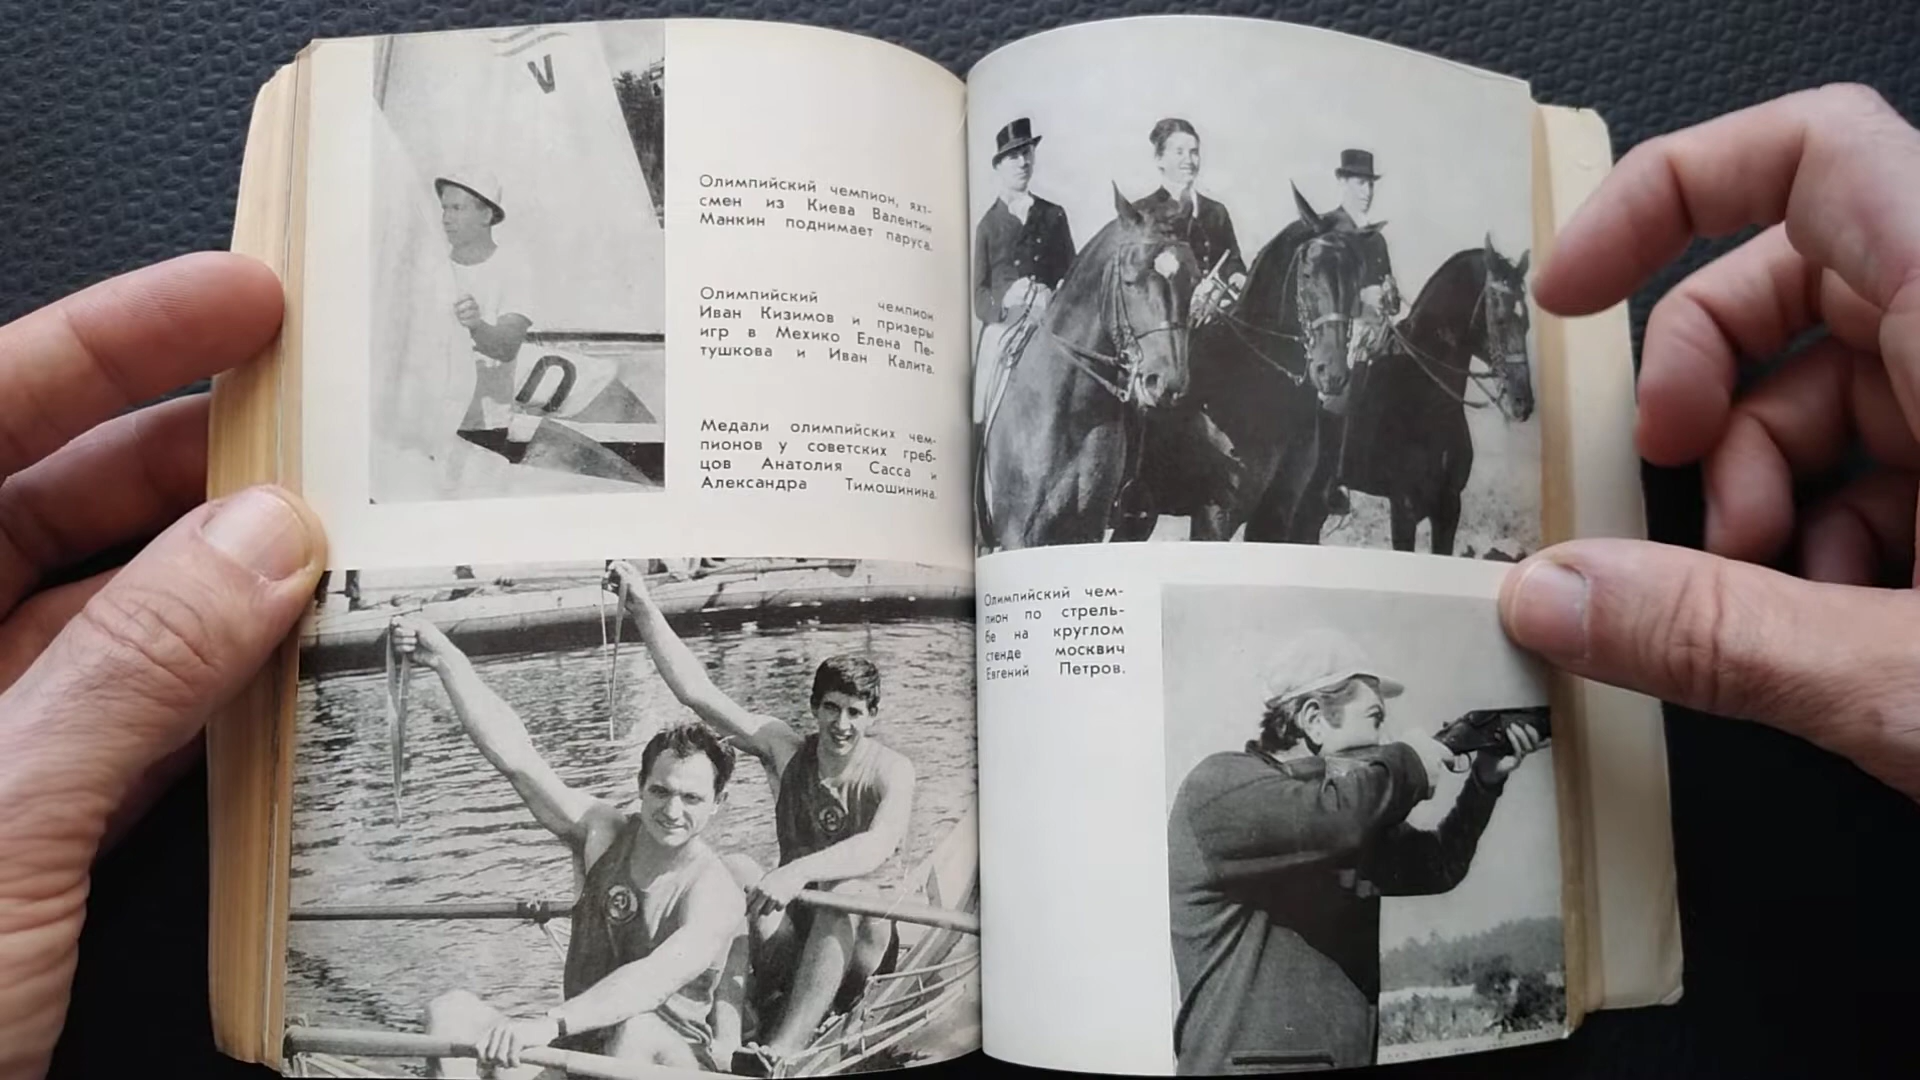 V
Олимпийский чемпион, яхт-
смен из Киева Валентин
Манкин поднимает паруса.
Олимпийский чемпион
Иван Кизимов и призеры
игр в Мехико Елена Пе-
тушкова и Иван Калита.
Медали олимпийских чем-
пионов у советских греб-
цов Анатолия Сасса и
Александра Тимошинина.
Олимпийский чем-
пион по стрель-
бе на круглом
стенде москвич
Евгений Петров.